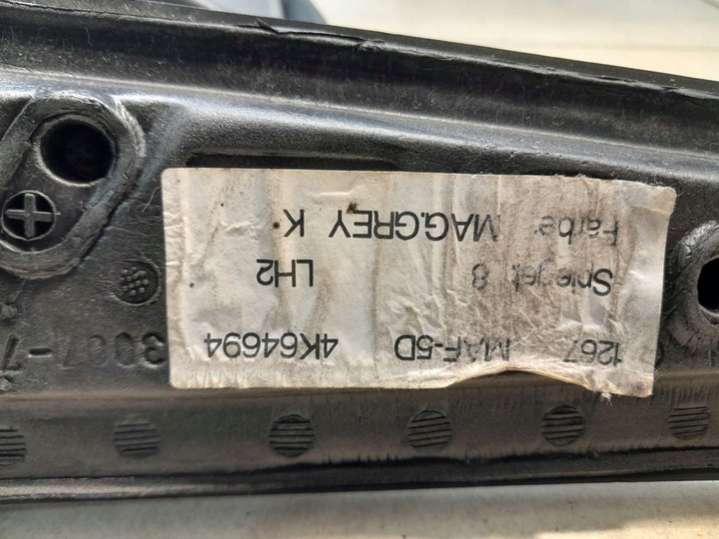 1267 MAF-5D 4K64694
Spiegel 8 LH2
Farbe: MAG.GREY K